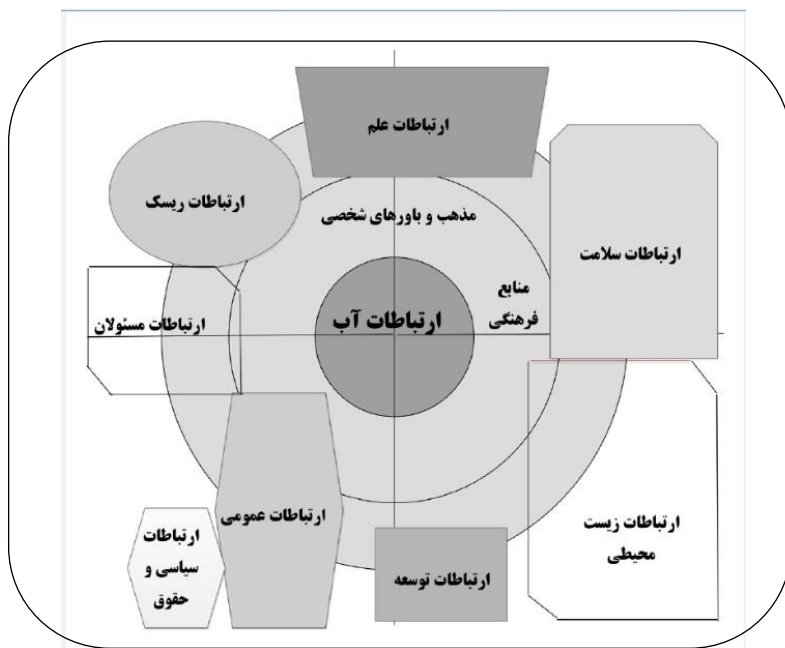 ارتباطات علم
ارتباطات ریسک
مذهب و باورهای شخصی
ارتباطات سلامت
منابع
فرهنگی
ارتباطات آب
ارتباطات مسئولان
ارتباطات عمومی
ارتباطات زیست
محیطی
ارتباطات
سیاسی و
حقوق
ارتباطات توسعه